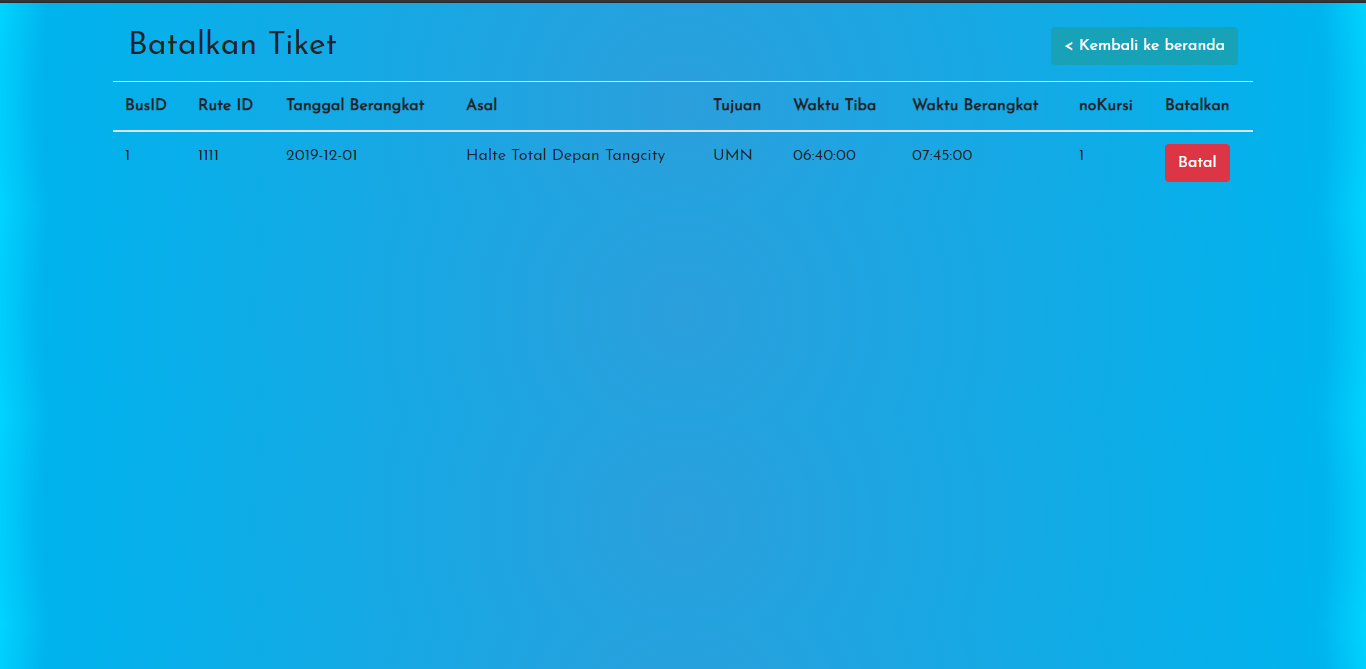 Batalkan Tiket < Kembali ke beranda
BusID Rute ID Tanggal Berangkat Asal Tujuan Waktu Tiba Waktu Berangkat noKursi Batalkan
1 1111 2019-12-01 Halte Total Depan Tangcity UMN 06:40:00 07:45:00 1 Batal